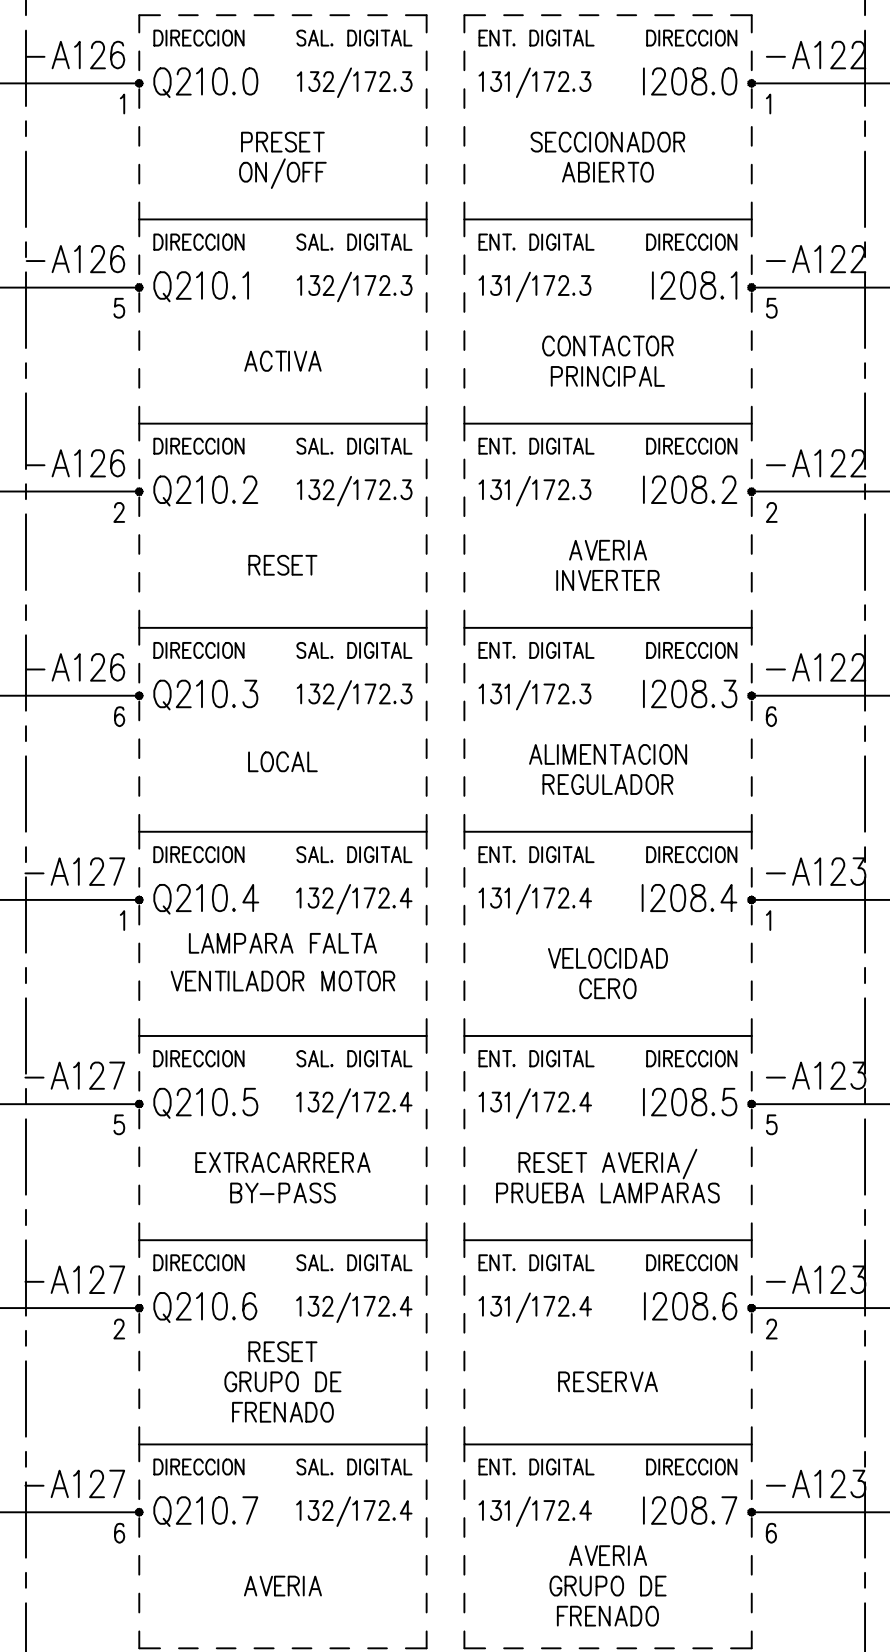 DIRECCION SAL. DIGITAL
-A126 Q210.0 132/172.3
1
PRESET
ON/OFF
ENT. DIGITAL DIRECCION
131/172.3 I208.0 -A122
1
SECCIONADOR
ABIERTO
DIRECCION SAL. DIGITAL
-A126 Q210.1 132/172.3
5
ACTIVA
ENT. DIGITAL DIRECCION
131/172.3 I208.1 -A122
5
CONTACTOR
PRINCIPAL
DIRECCION SAL. DIGITAL
-A126 Q210.2 132/172.3
2
RESET
ENT. DIGITAL DIRECCION
131/172.3 I208.2 -A122
2
AVERIA
INVERTER
DIRECCION SAL. DIGITAL
-A126 Q210.3 132/172.3
6
LOCAL
ENT. DIGITAL DIRECCION
131/172.3 I208.3 -A122
6
ALIMENTACION
REGULADOR
DIRECCION SAL. DIGITAL
-A127 Q210.4 132/172.4
1
LAMPARA FALTA
VENTILADOR MOTOR
ENT. DIGITAL DIRECCION
131/172.4 I208.4 -A123
1
VELOCIDAD
CERO
DIRECCION SAL. DIGITAL
-A127 Q210.5 132/172.4
5
EXTRACARRERA
BY-PASS
ENT. DIGITAL DIRECCION
131/172.4 I208.5 -A123
5
RESET AVERIA/
PRUEBA LAMPARAS
DIRECCION SAL. DIGITAL
-A127 Q210.6 132/172.4
2
RESET
GRUPO DE
FRENADO
ENT. DIGITAL DIRECCION
131/172.4 I208.6 -A123
2
RESERVA
DIRECCION SAL. DIGITAL
-A127 Q210.7 132/172.4
6
AVERIA
ENT. DIGITAL DIRECCION
131/172.4 I208.7 -A123
6
AVERIA
GRUPO DE
FRENADO